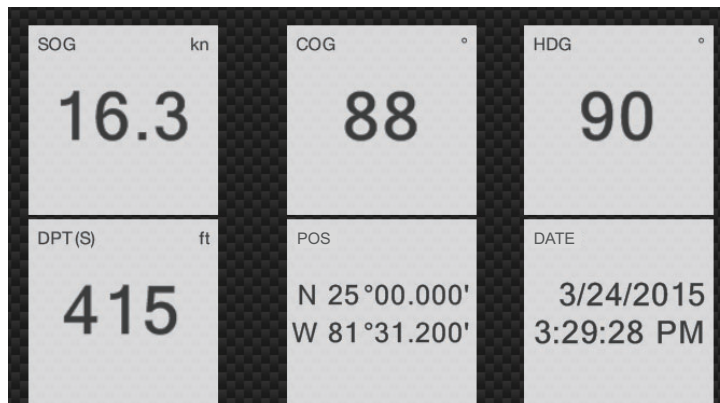 SOG kn
16.3
COG °
88
HDG °
90
DPT(S) ft
415
POS
N 25°00.000'
W 81°31.200'
DATE
3/24/2015
3:29:28 PM